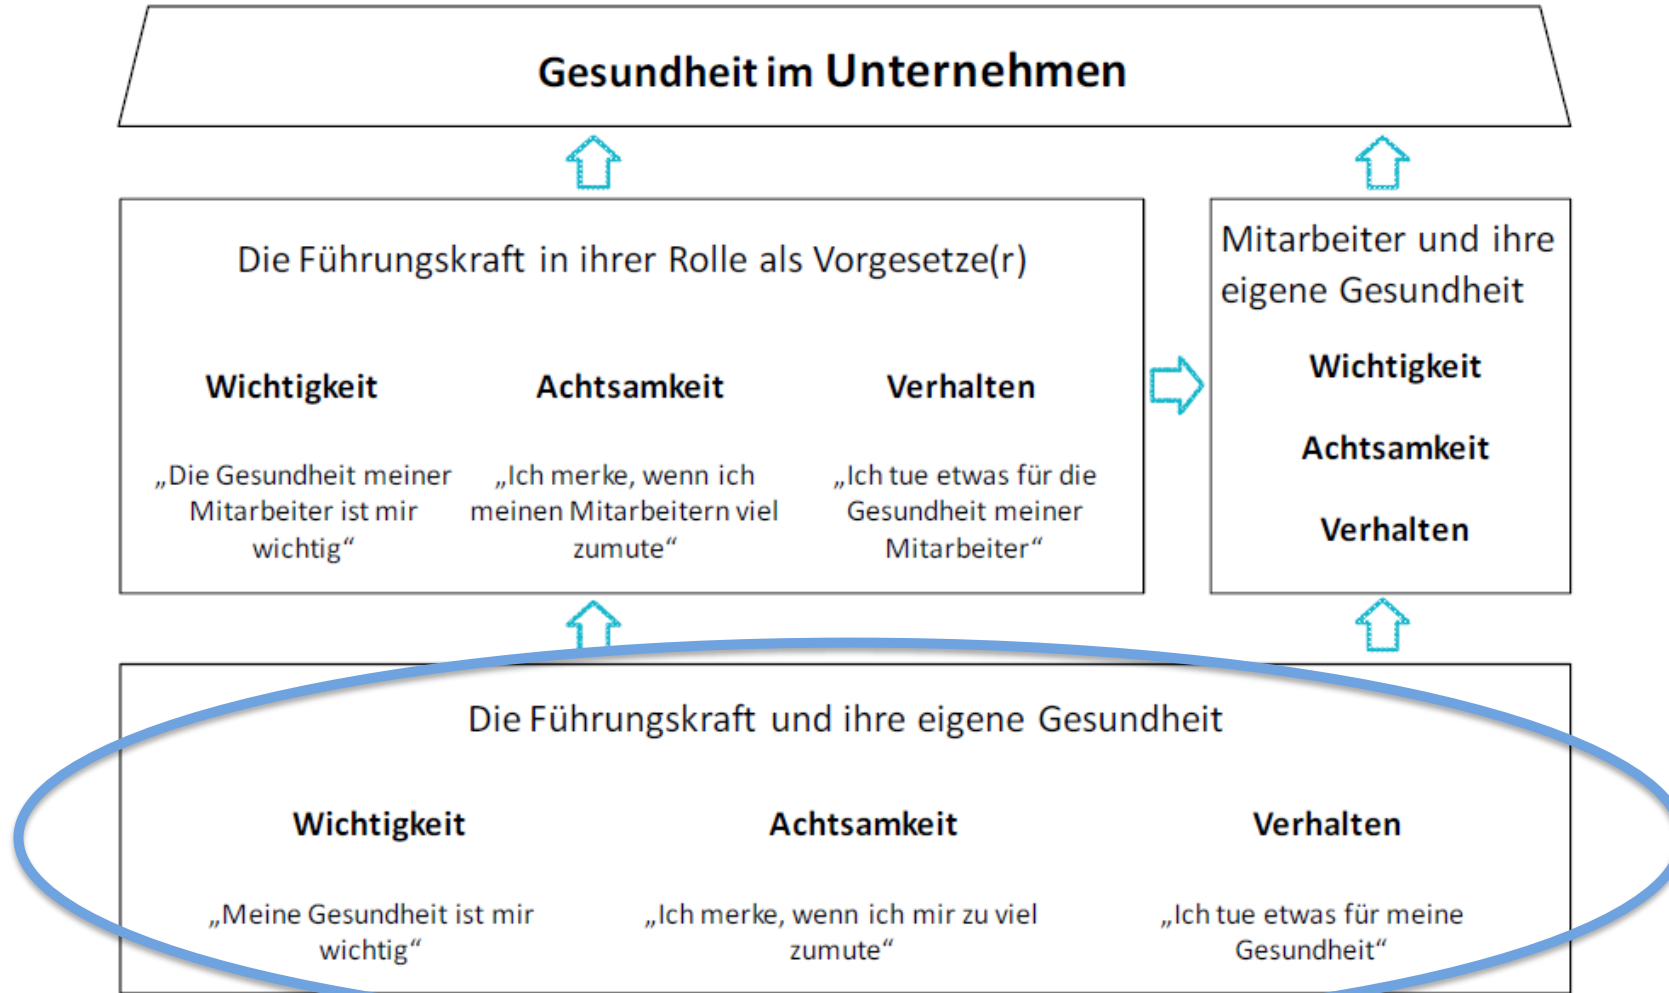 Gesundheit im Unternehmen
Die Führungskraft in ihrer Rolle als Vorgesetze(r)
Wichtigkeit
„Die Gesundheit meiner
Mitarbeiter ist mir
wichtig“
Achtsamkeit
„Ich merke, wenn ich
meinen Mitarbeitern viel
zumute“
Verhalten
„Ich tue etwas für die
Gesundheit meiner
Mitarbeiter“
Mitarbeiter und ihre
eigene Gesundheit
Wichtigkeit
Achtsamkeit
Verhalten
Die Führungskraft und ihre eigene Gesundheit
Wichtigkeit
„Meine Gesundheit ist mir
wichtig“
Achtsamkeit
„Ich merke, wenn ich mir zu viel
zumute“
Verhalten
„Ich tue etwas für meine
Gesundheit“